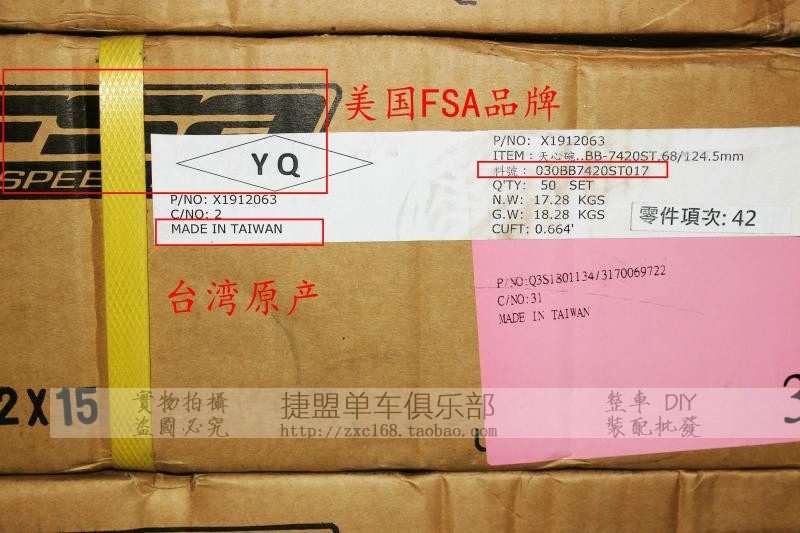 FSA
SPEED
美国FSA品牌
YQ
P/NO: X1912063
C/NO: 2
MADE IN TAIWAN
P/NO: X1912063
ITEM: 天心碗..BB-7420ST,68/124.5mm
料號: 030BB7420ST017
Q'TY: 50 SET
N.W: 17.28 KGS
G.W: 18.28 KGS
CUFT: 0.664'
零件項次: 42
台湾原产
P/NO:Q3S1801134/3170069722
C/NO:31
MADE IN TAIWAN
2X15
3
實物拍攝
盜圖必究
捷盟单车俱乐部
http://zxc168.taobao.com
整車 DIY
裝配批發